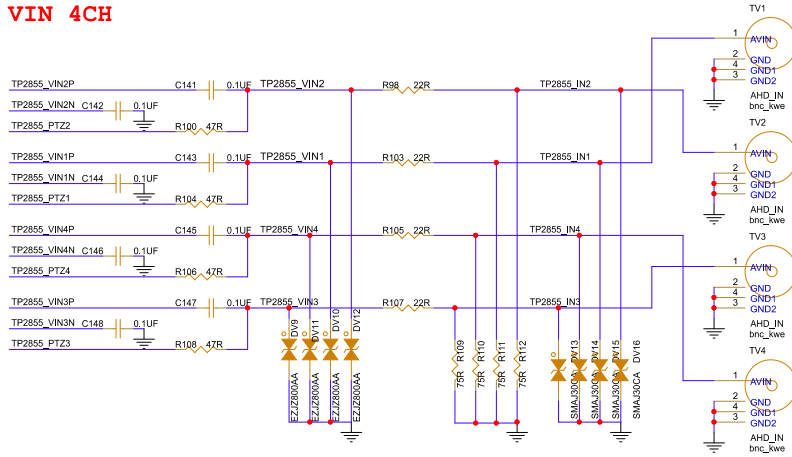 VIN 4CH
TV1
1 AVIN
2 GND
4 GND1
3 GND2
AHD_IN
bnc_kwe
TP2855_VIN2P C141 0.1UF TP2855_VIN2 R98 22R TP2855_IN2
TP2855_VIN2N C142 0.1UF
TP2855_PTZ2 R100 47R
TV2
1 AVIN
2 GND
4 GND1
3 GND2
AHD_IN
bnc_kwe
TP2855_VIN1P C143 0.1UF TP2855_VIN1 R103 22R TP2855_IN1
TP2855_VIN1N C144 0.1UF
TP2855_PTZ1 R104 47R
TP2855_VIN4P C145 0.1UF TP2855_VIN4 R105 22R TP2855_IN4
TP2855_VIN4N C146 0.1UF
TP2855_PTZ4 R106 47R
TV3
1 AVIN
2 GND
4 GND1
3 GND2
AHD_IN
bnc_kwe
TP2855_VIN3P C147 0.1UF TP2855_VIN3 R107 22R TP2855_IN3
TP2855_VIN3N C148 0.1UF
TP2855_PTZ3 R108 47R
DV9
DV11
DV10
DV12
EZJZ800AA
EZJZ800AA
EZJZ800AA
EZJZ800AA
R109
R110
R111
R112
75R
75R
75R
75R
DV13
DV14
DV15
DV16
SMAJ30CA
SMAJ30CA
SMAJ30CA
SMAJ30CA
TV4
1 AVIN
2 GND
4 GND1
3 GND2
AHD_IN
bnc_kwe